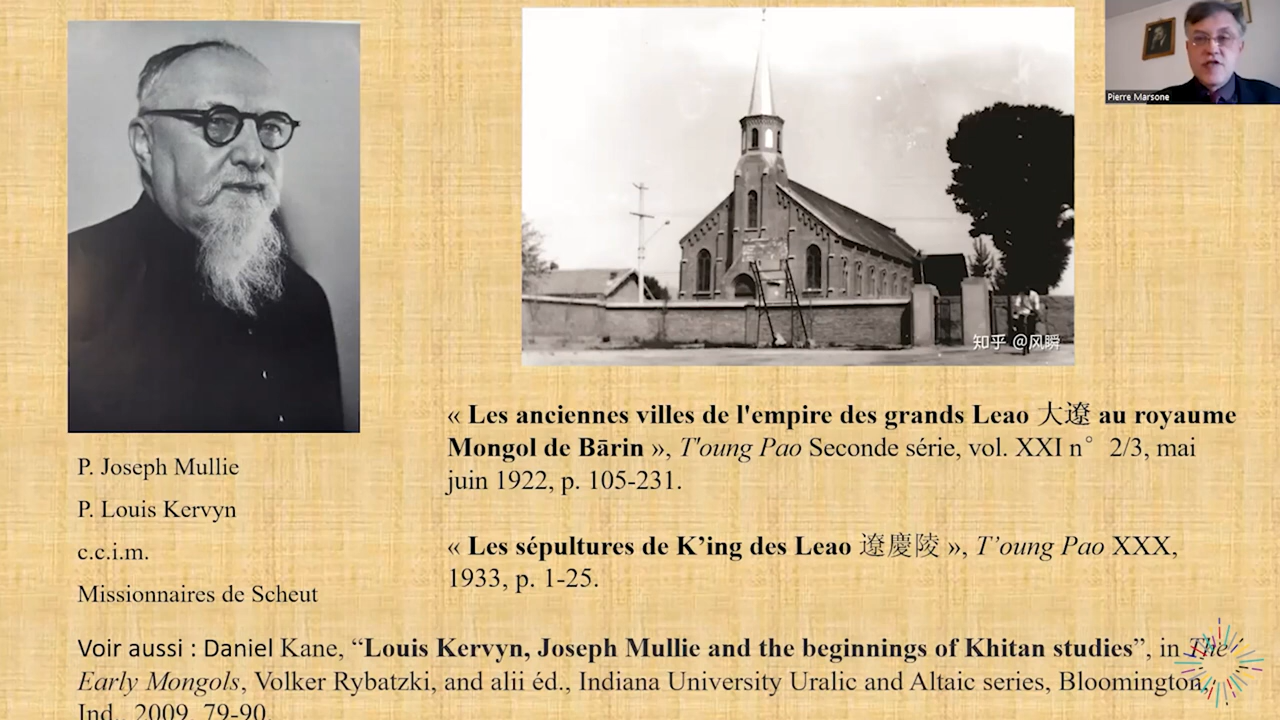 Pierre Marsone
知乎 @风瞬
« Les anciennes villes de l'empire des grands Leao 大遼 au royaume
Mongol de Bārin », T'oung Pao Seconde série, vol. XXI n° 2/3, mai
juin 1922, p. 105-231.
« Les sépultures de K’ing des Leao 遼慶陵 », T’oung Pao XXX,
1933, p. 1-25.
P. Joseph Mullie
P. Louis Kervyn
c.c.i.m.
Missionnaires de Scheut
Voir aussi : Daniel Kane, “Louis Kervyn, Joseph Mullie and the beginnings of Khitan studies”, in The
Early Mongols, Volker Rybatzki, and alii éd., Indiana University Uralic and Altaic series, Bloomington,
Ind., 2009, 79-90.